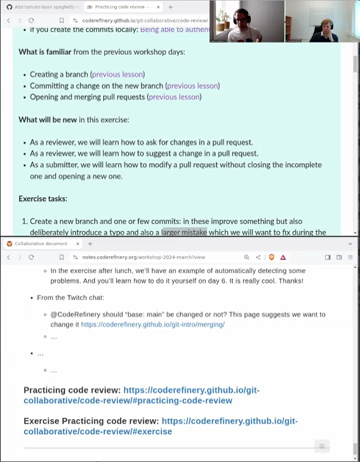 Add tomato basil spaghetti
Practicing code review —
coderefinery.github.io/git-collaborative/code-review/
If you create the commits locally: Being able to authen
What is familiar from the previous workshop days:
Creating a branch (previous lesson)
Committing a change on the new branch (previous lesson)
Opening and merging pull requests (previous lesson)
What will be new in this exercise:
As a reviewer, we will learn how to ask for changes in a pull request.
As a reviewer, we will learn how to suggest a change in a pull request.
As a submitter, we will learn how to modify a pull request without closing the incomplete
one and opening a new one.
Exercise tasks:
1. Create a new branch and one or few commits: in these improve something but also
deliberately introduce a typo and also a larger mistake which we will want to fix during the
Collaborative document
notes.coderefinery.org/workshop-2024-march?view
In the exercise after lunch, we'll have an example of automatically detecting some
problems. And you'll learn how to do it yourself on day 6. It is really cool. Thanks!
From the Twitch chat:
@CodeRefinery should "base: main" be changed or not? This page suggests we want to
change it https://coderefinery.github.io/git-intro/merging/
...
...
...
Practicing code review: https://coderefinery.github.io/git-
collaborative/code-review/#practicing-code-review
Exercise Practicing code review: https://coderefinery.github.io/git-
collaborative/code-review/#exercise